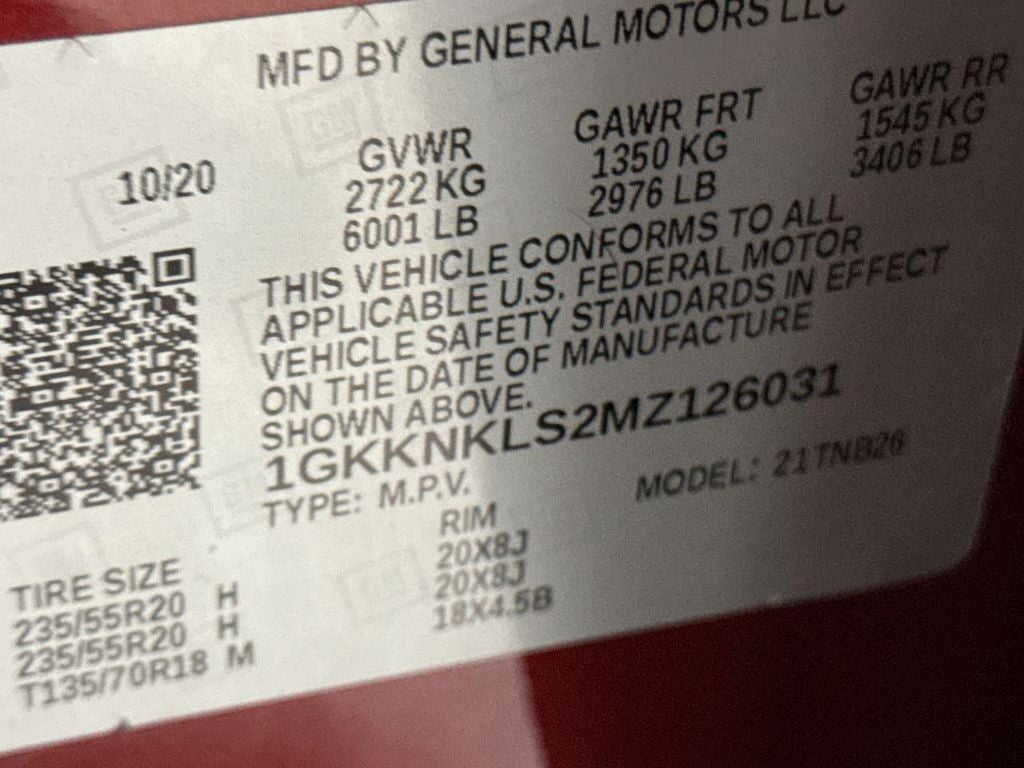 MFD BY GENERAL MOTORS LLC
10/20 GVWR GAWR FRT GAWR RR
2722 KG 1350 KG 1545 KG
6001 LB 2976 LB 3406 LB
THIS VEHICLE CONFORMS TO ALL
APPLICABLE U.S. FEDERAL MOTOR
VEHICLE SAFETY STANDARDS IN EFFECT
ON THE DATE OF MANUFACTURE
SHOWN ABOVE.
1GKKNKLS2MZ126031
TYPE: M.P.V. MODEL: 21TNB26
TIRE SIZE RIM
235/55R20 H 20X8J
235/55R20 H 20X8J
T135/70R18 M 18X4.5B